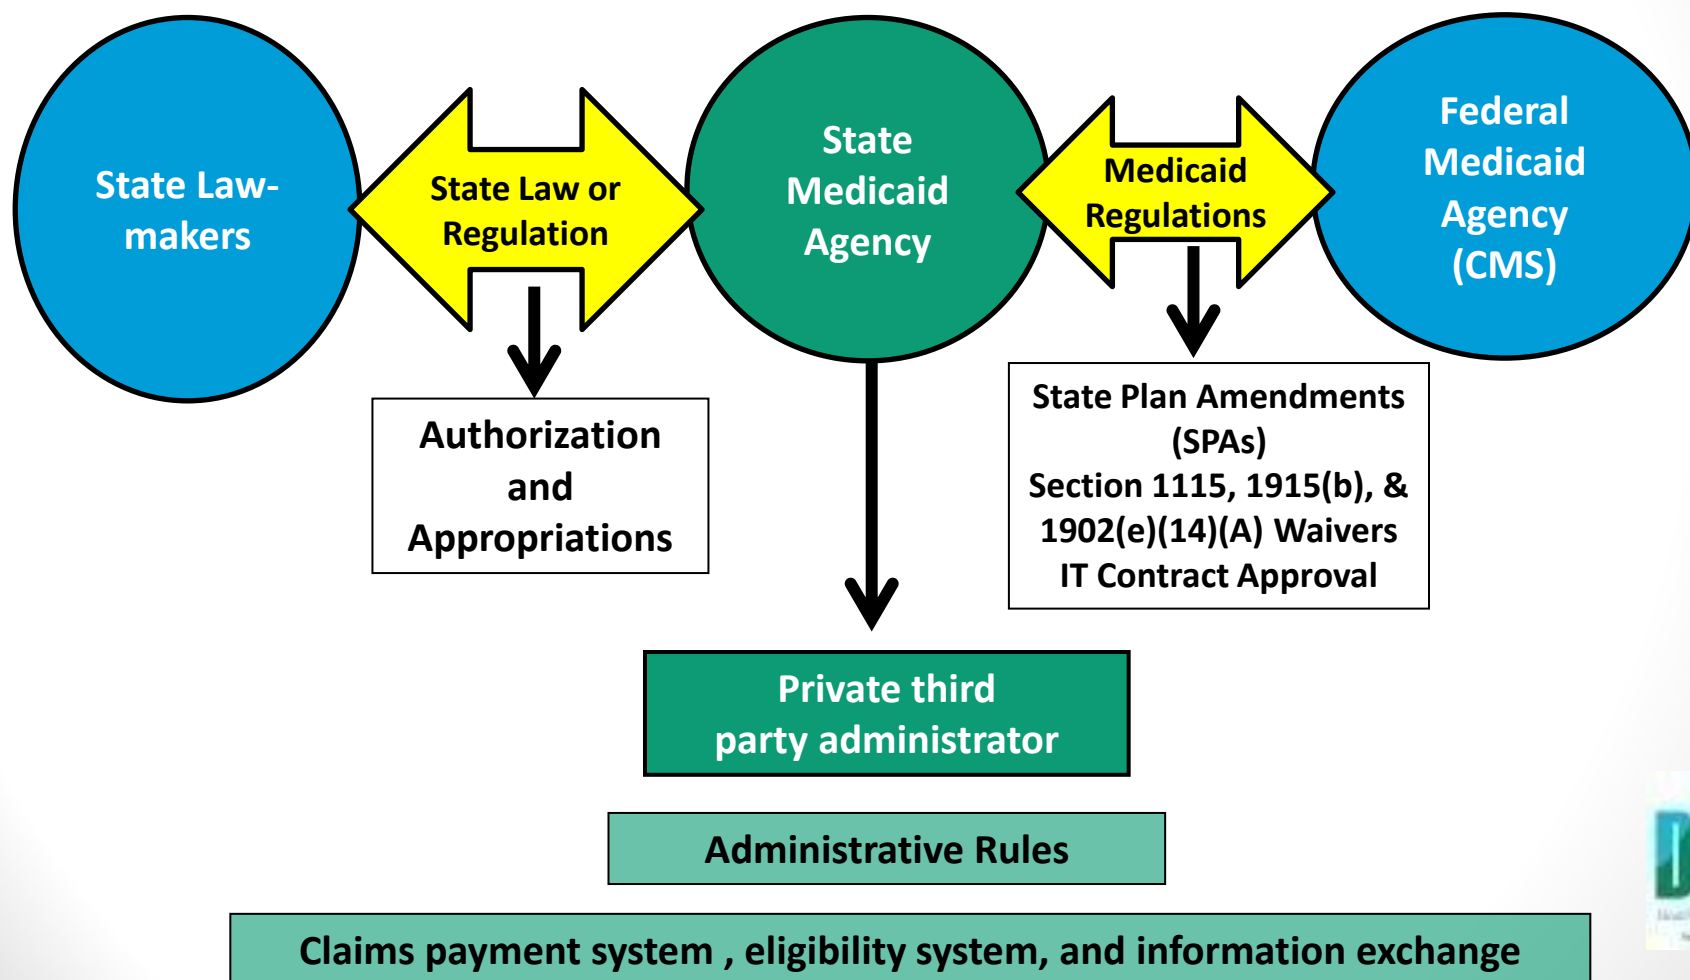 State Law-
makers
State Law or
Regulation
State
Medicaid
Agency
Medicaid
Regulations
Federal
Medicaid
Agency
(CMS)
Authorization
and
Appropriations
State Plan Amendments
(SPAs)
Section 1115, 1915(b), &
1902(e)(14)(A) Waivers
IT Contract Approval
Private third
party administrator
Administrative Rules
Claims payment system , eligibility system, and information exchange